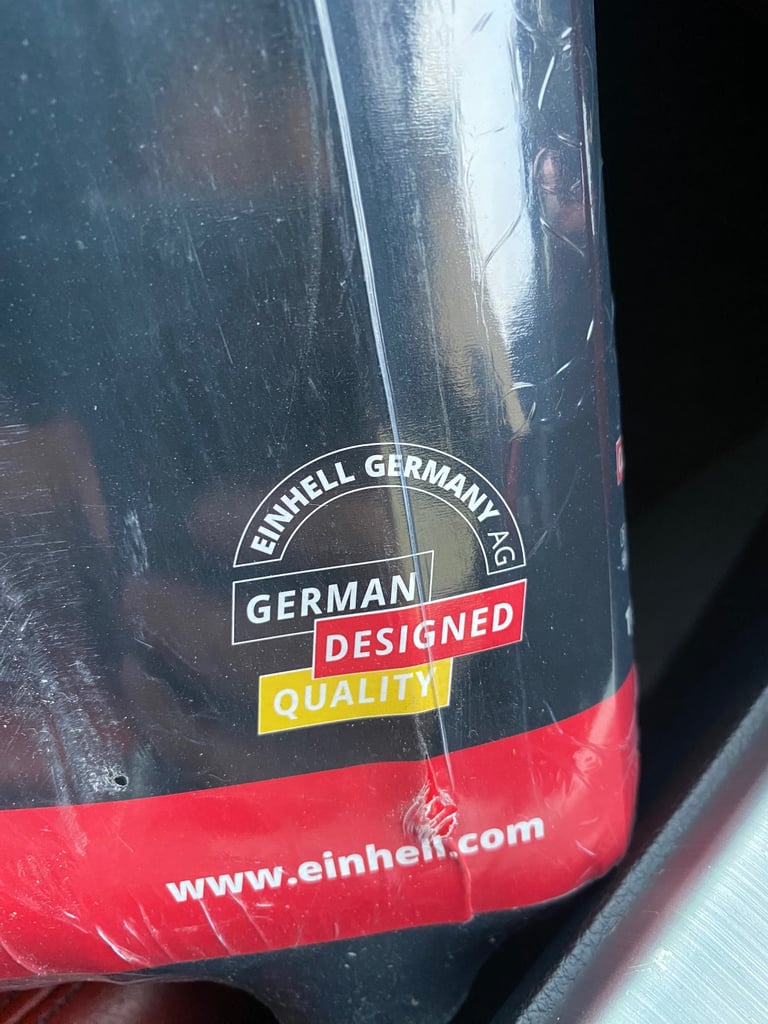 EINHELL GERMANY AG
GERMAN
DESIGNED
QUALITY
www.einhell.com